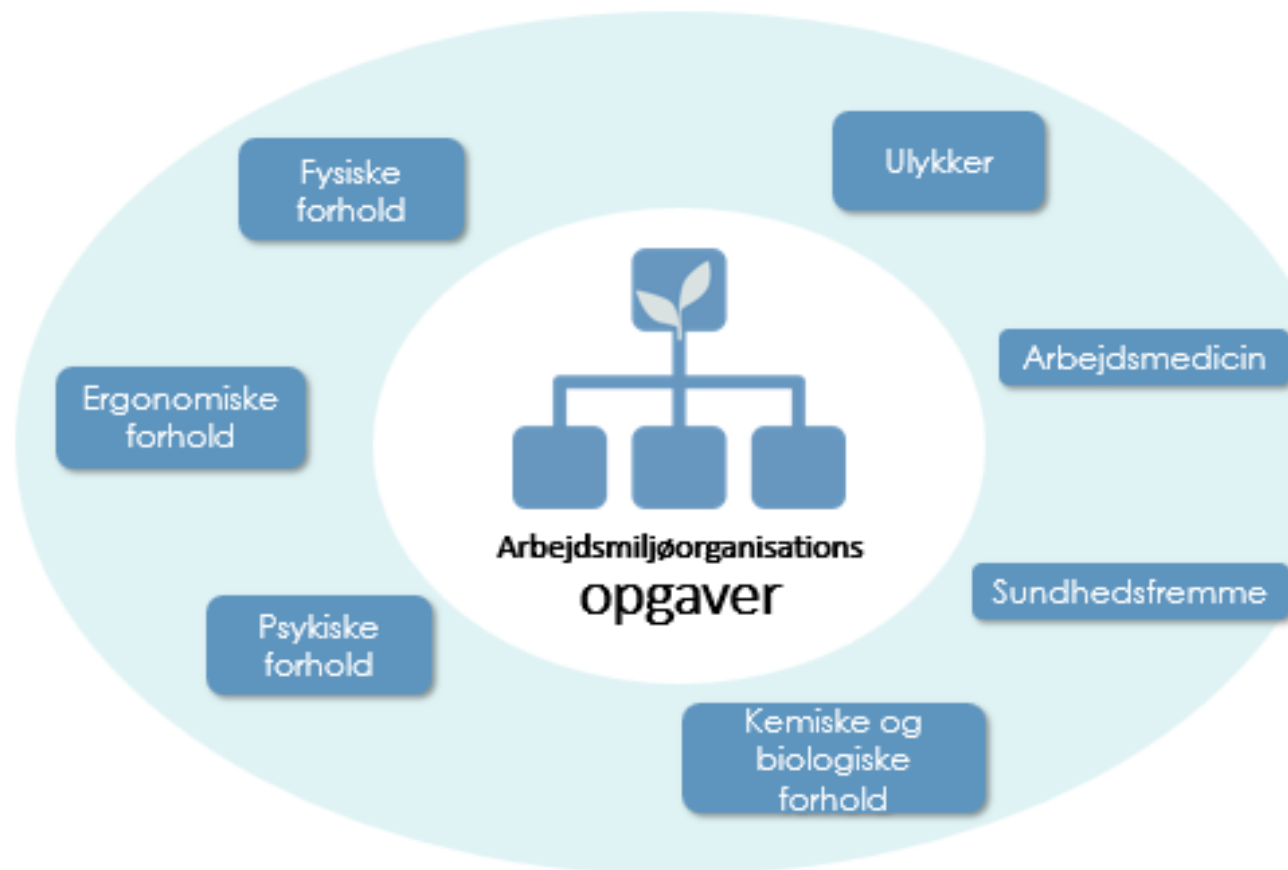 Fysiske
forhold
Ulykker
Ergonomiske
forhold
Arbejdsmedicin
Arbejdsmiljøorganisations
opgaver
Psykiske
forhold
Sundhedsfremme
Kemiske og
biologiske
forhold